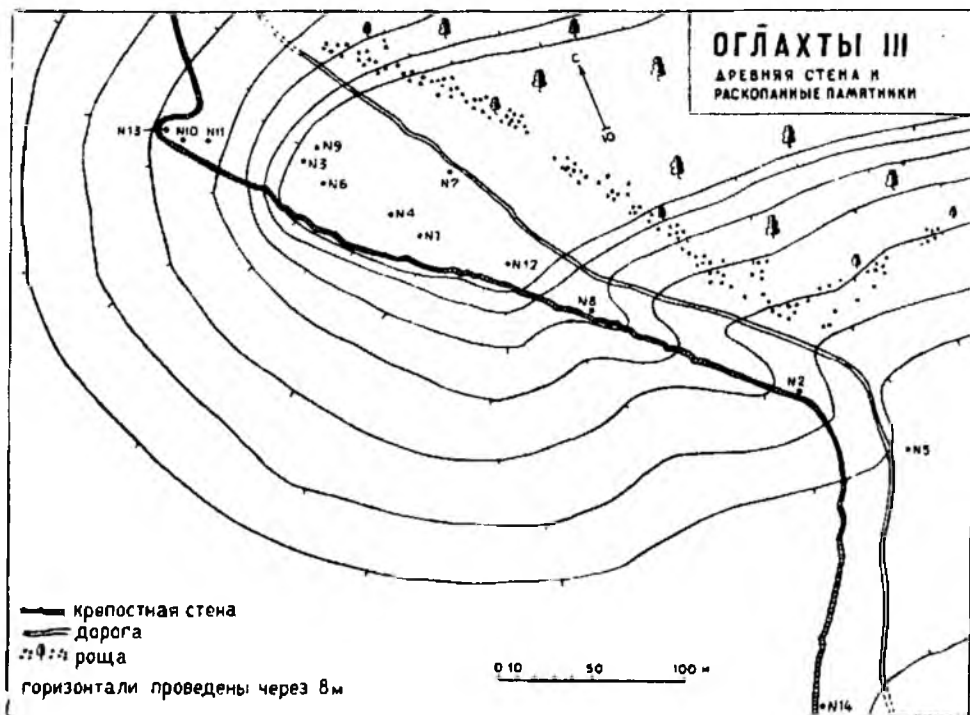 ОГЛАХТЫ III
ДРЕВНЯЯ СТЕНА И
РАСКОПАННЫЕ ПАМЯТНИКИ
С
Ю
N13
N10
N11
N9
N3
N6
N7
N4
N1
N12
N8
N2
N5
N14
крепостная стена
дорога
роща
горизонтали проведены через 8м
0 10 50 100 м